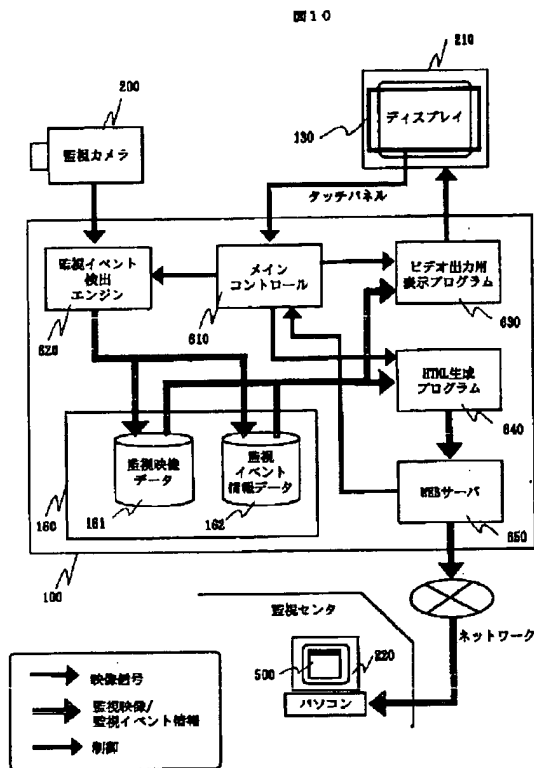 図10
210
200
130
ディスプレイ
監視カメラ
タッチパネル
監視イベント
検出
エンジン
メイン
コントロール
ビデオ出力用
表示プログラム
620
610
630
HTML生成
プログラム
640
監視映像
データ
監視
イベント
情報データ
WEBサーバ
160
161
162
650
100
監視センタ
ネットワーク
500
220
パソコン
映像信号
監視映像/
監視イベント情報
制御